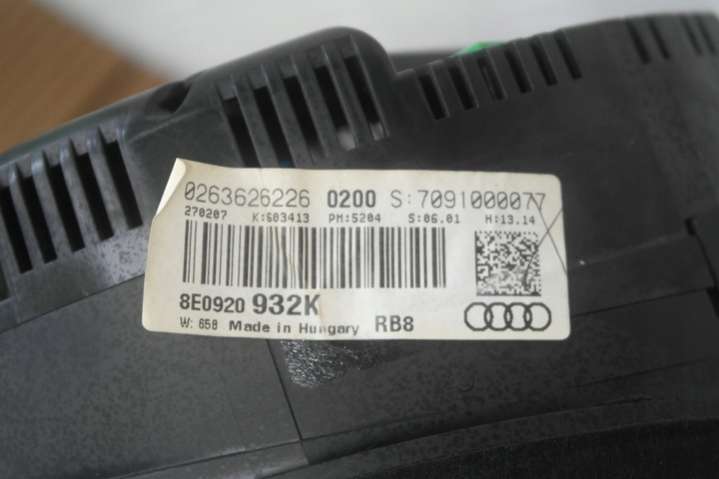 0263626226 0200 S:7091000077
270207 K:603413 PM:5204 S:06.01 H:13.14
8E0920 932K
W: 658 Made in Hungary RB8